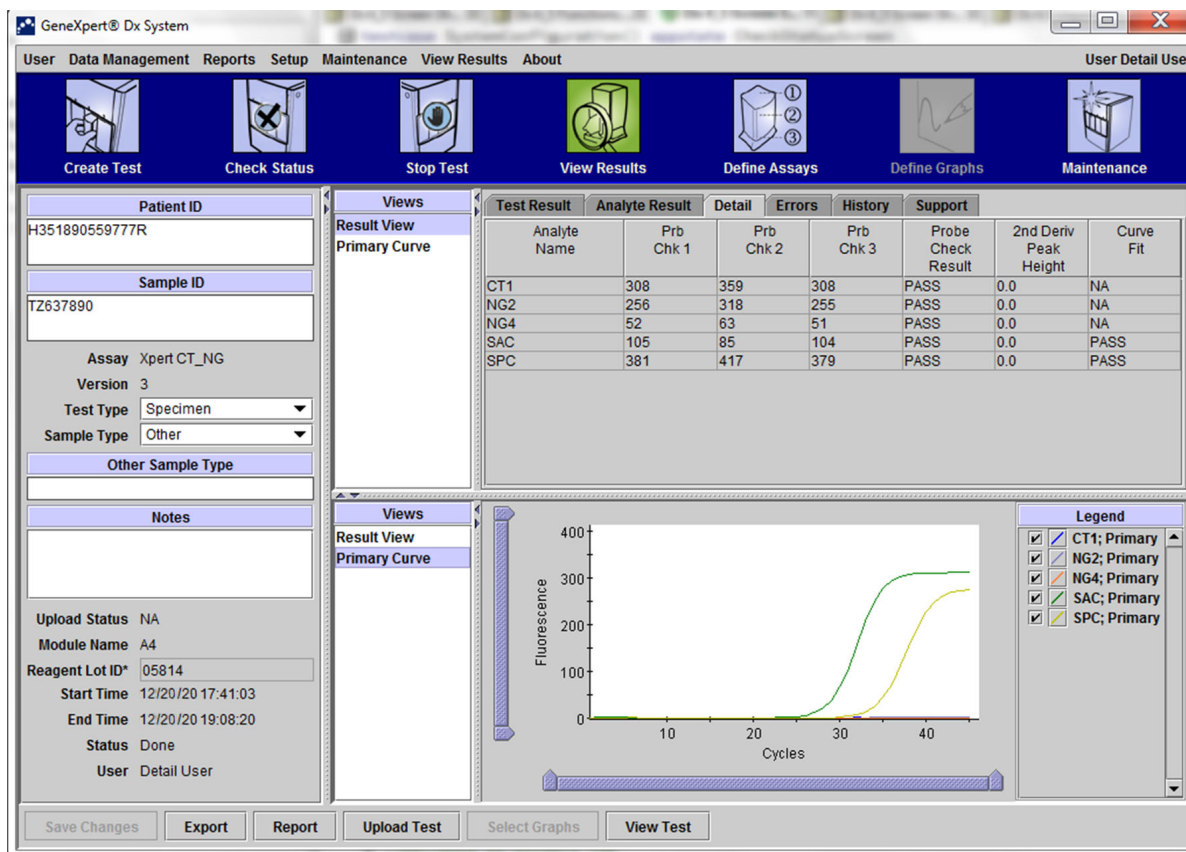 GeneXpert® Dx System
User Data Management Reports Setup Maintenance View Results About User Detail Use
Create Test Check Status Stop Test View Results Define Assays Define Graphs Maintenance
Patient ID
H351890559777R
Sample ID
TZ637890
Assay Xpert CT_NG
Version 3
Test Type Specimen
Sample Type Other
Other Sample Type
Notes
Upload Status NA
Module Name A4
Reagent Lot ID* 05814
Start Time 12/20/20 17:41:03
End Time 12/20/20 19:08:20
Status Done
User Detail User
Views
Result View
Primary Curve
Test Result Analyte Result Detail Errors History Support
Analyte Name Prb Chk 1 Prb Chk 2 Prb Chk 3 Probe Check Result 2nd Deriv Peak Height Curve Fit
CT1 308 359 308 PASS 0.0 NA
NG2 256 318 255 PASS 0.0 NA
NG4 52 63 51 PASS 0.0 NA
SAC 105 85 104 PASS 0.0 PASS
SPC 381 417 379 PASS 0.0 PASS
Views
Result View
Primary Curve
400
300
200
100
0
Fluorescence
10 20 30 40
Cycles
Legend
CT1; Primary
NG2; Primary
NG4; Primary
SAC; Primary
SPC; Primary
Save Changes Export Report Upload Test Select Graphs View Test